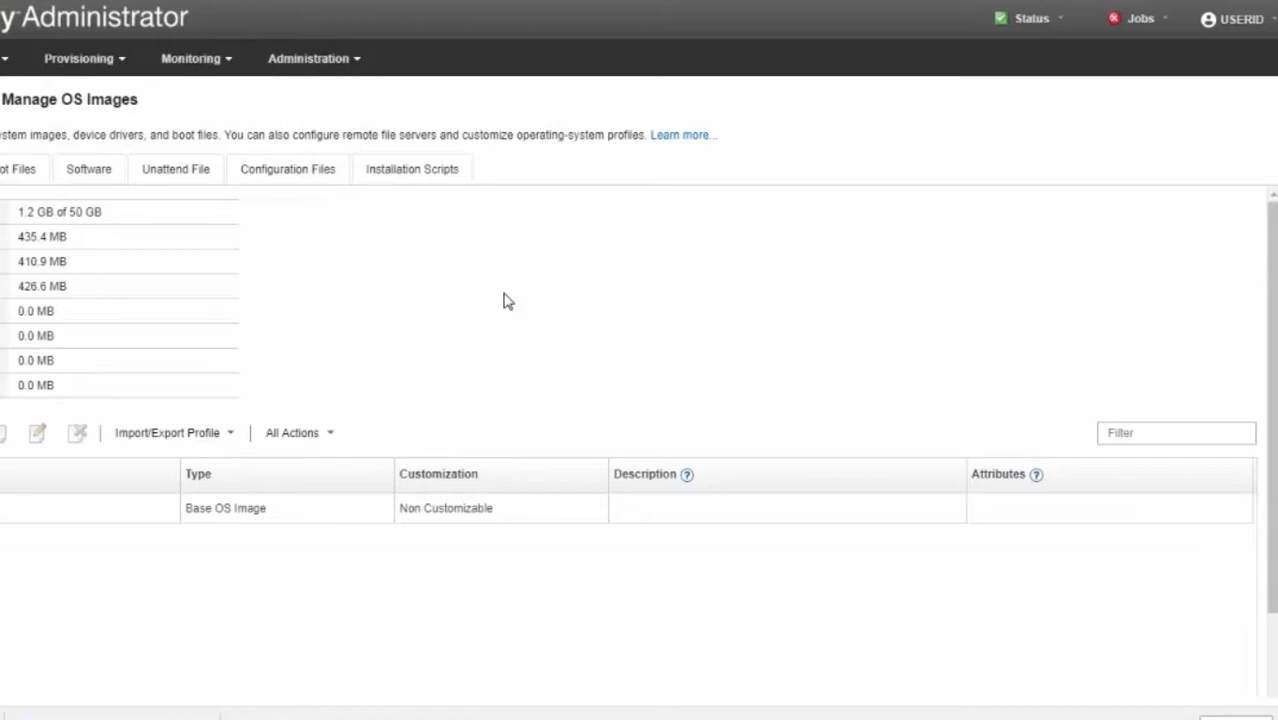 y Administrator
Status
Jobs
USERID
Provisioning
Monitoring
Administration
Manage OS Images
stem images, device drivers, and boot files. You can also configure remote file servers and customize operating-system profiles. Learn more...
ot Files
Software
Unattend File
Configuration Files
Installation Scripts
1.2 GB of 50 GB
435.4 MB
410.9 MB
426.6 MB
0.0 MB
0.0 MB
0.0 MB
0.0 MB
Import/Export Profile
All Actions
Filter
Type
Customization
Description ?
Attributes ?
Base OS Image
Non Customizable